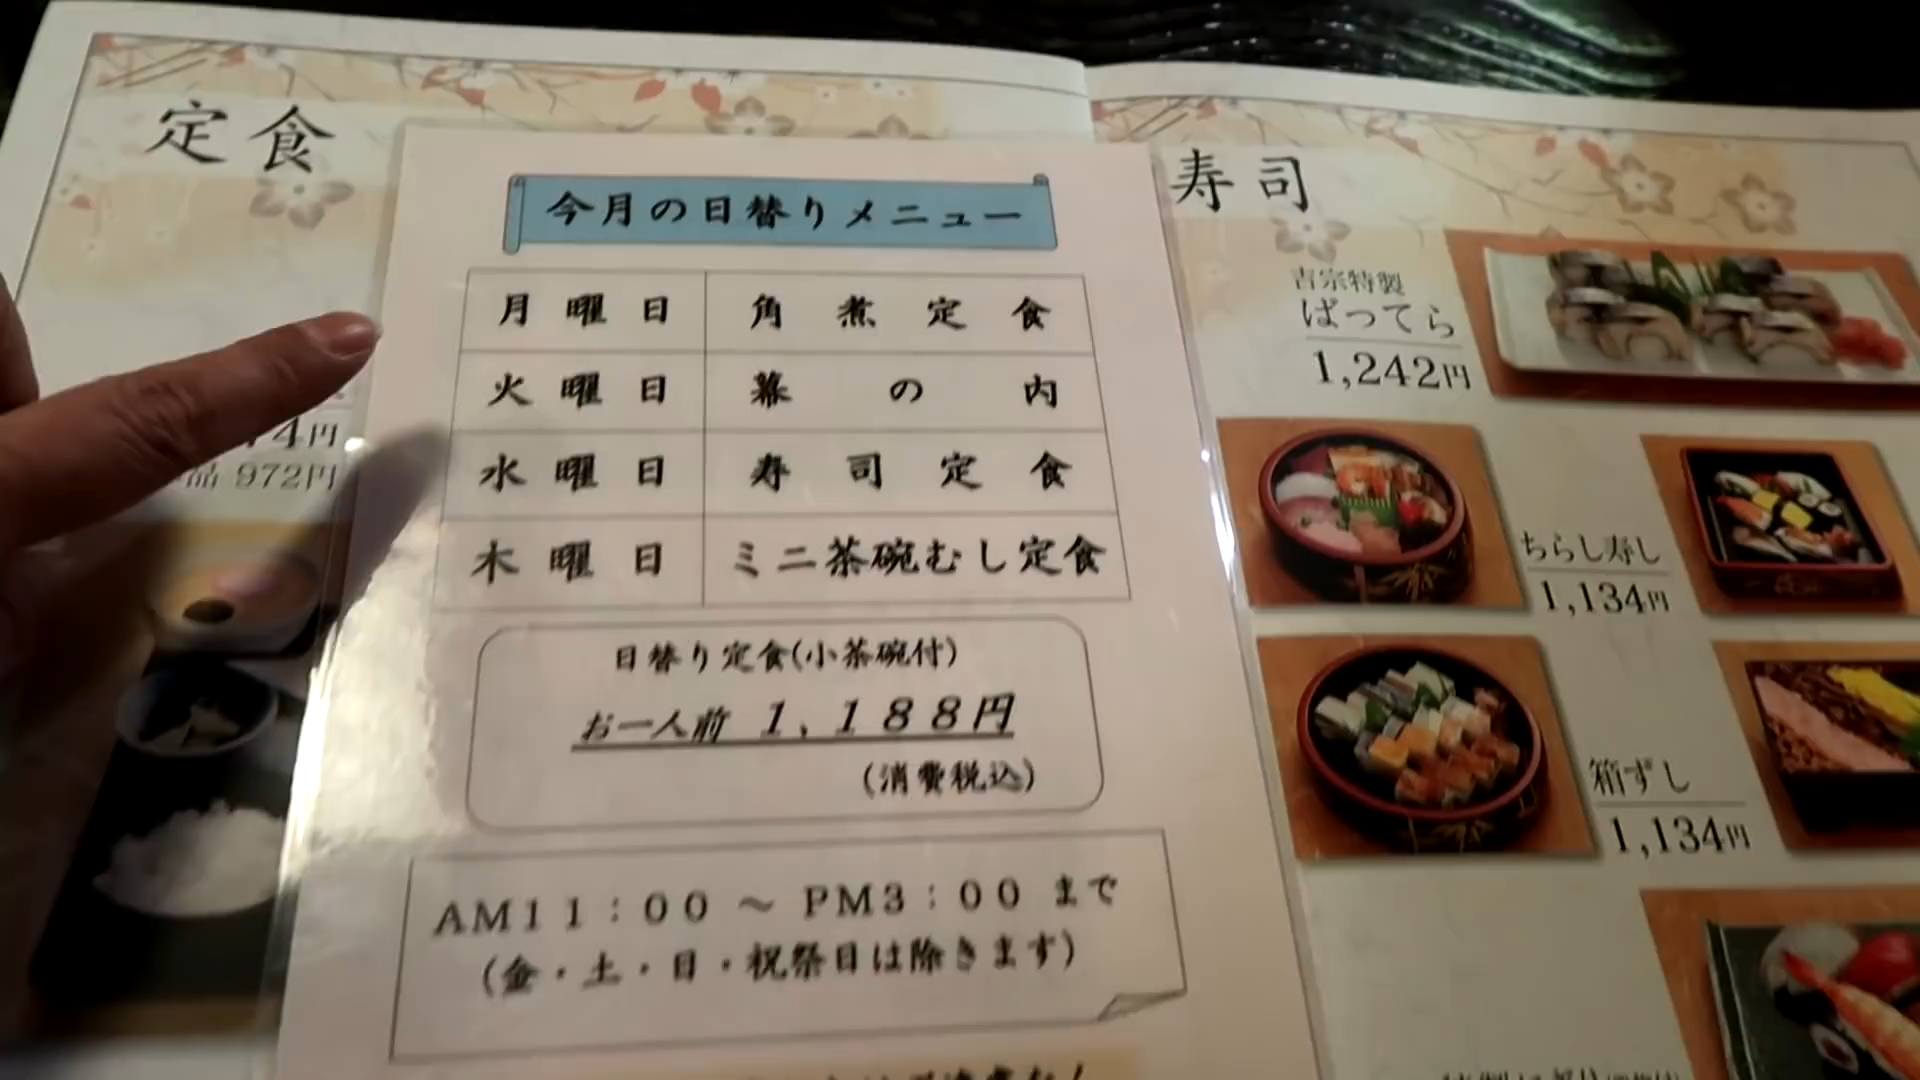 定食
今月の日替りメニュー
月曜日 角煮定食
火曜日 幕の内
水曜日 寿司定食
木曜日 ミニ茶碗むし定食
日替り定食(小茶碗付)
お一人前 1,188円
(消費税込)
AM11:00 ～ PM3:00 まで
(金・土・日・祝祭日は除きます)
4円
品 972円
寿司
吉宗特製
ばってら
1,242円
ちらし寿し
1,134円
箱ずし
1,134円